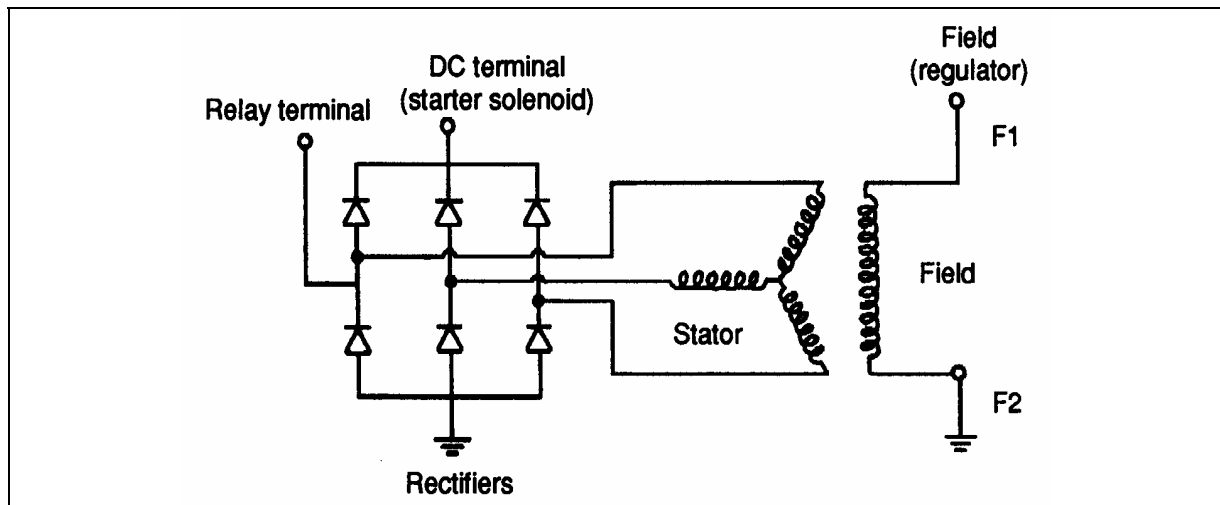 Field
(regulator)
DC terminal
(starter solenoid)
Relay terminal
F1
Field
Stator
F2
Rectifiers